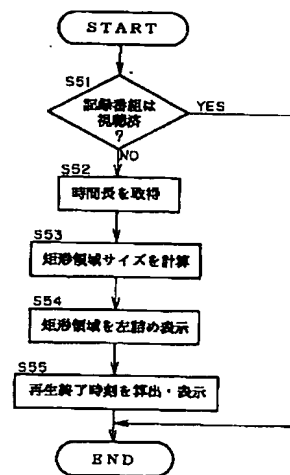 START
S51
記録番組は
視聴済
?
YES
NO
S52
時間長を取得
S53
矩形領域サイズを計算
S54
矩形領域を左詰め表示
S55
再生終了時刻を算出・表示
END